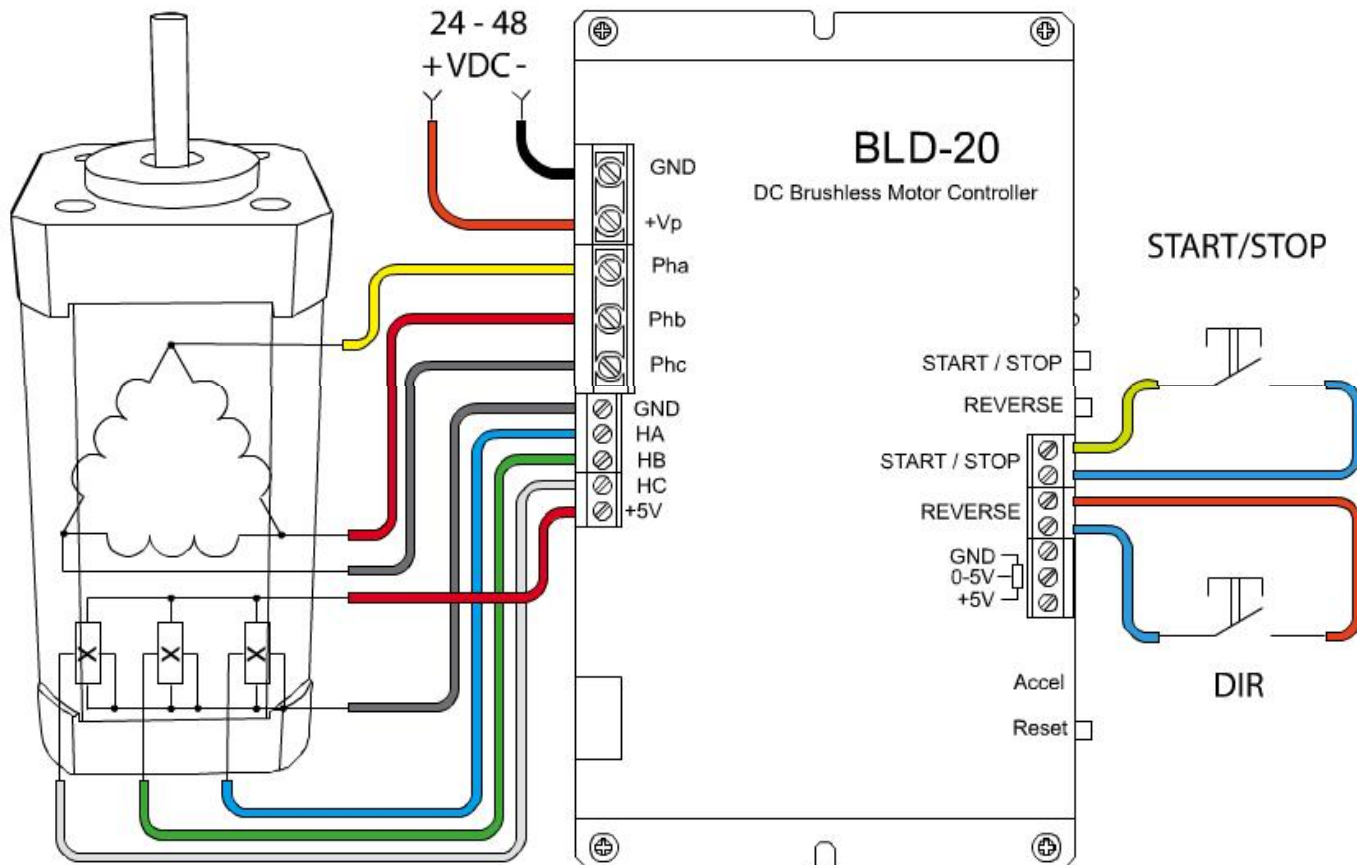 24 - 48
+ VDC -
BLD-20
DC Brushless Motor Controller
GND
+Vp
Pha
Phb
Phc
GND
HA
HB
HC
+5V
START / STOP
REVERSE
START / STOP
REVERSE
GND
0-5V
+5V
Accel
Reset
START/STOP
DIR